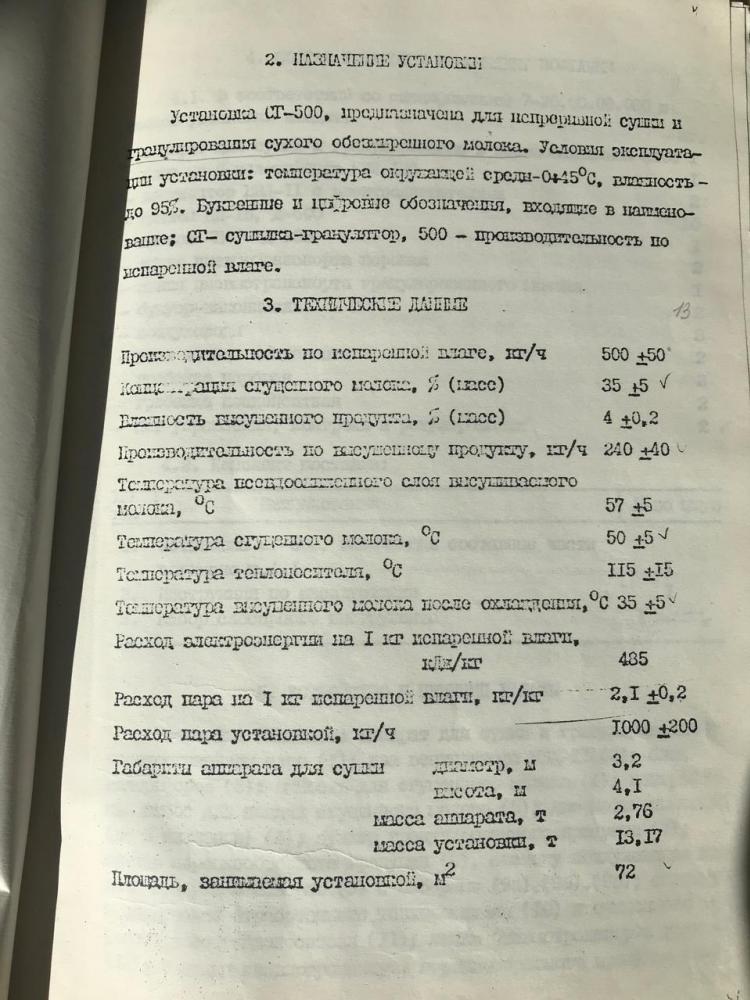 2. НАЗНАЧЕНИЕ УСТАНОВКИ
Установка СГ-500, предназначена для непрерывной сушки и
гранулирования сухого обезжиренного молока. Условия эксплуата-
ции установки: температура окружающей среды-0+45°С, влажность -
до 95%. Буквенные и цифровые обозначения, входящие в наимено-
вание; СГ- сушилка-гранулятор, 500 - производительность по
испаренной влаге.
3. ТЕХНИЧЕСКИЕ ДАННЫЕ
13
Производительность по испаренной влаге, кг/ч 500 ±50
Концентрация сгущенного молока, % (масс) 35 ±5 ✓
Влажность высушенного продукта, % (масс) 4 ±0,2
Производительность по высушенному продукту, кг/ч 240 ±40 ✓
Температура псевдоожиженного слоя высушиваемого
молока, °С 57 ±5
Температура сгущенного молока, °С 50 ±5 ✓
Температура теплоносителя, °С 115 ±15
Температура высушенного молока после охлаждения, °С 35 ±5 ✓
Расход электроэнергии на I кг испаренной влаги,
кДж/кг 485
Расход пара на I кг испаренной влаги, кг/кг 2,1 ±0,2
Расход пара установкой, кг/ч 1000 ±200
Габариты аппарата для сушки диаметр, м 3,2
высота, м 4,1
масса аппарата, т 2,76
масса установки, т 13,17
Площадь, занимаемая установкой, м² 72 ✓